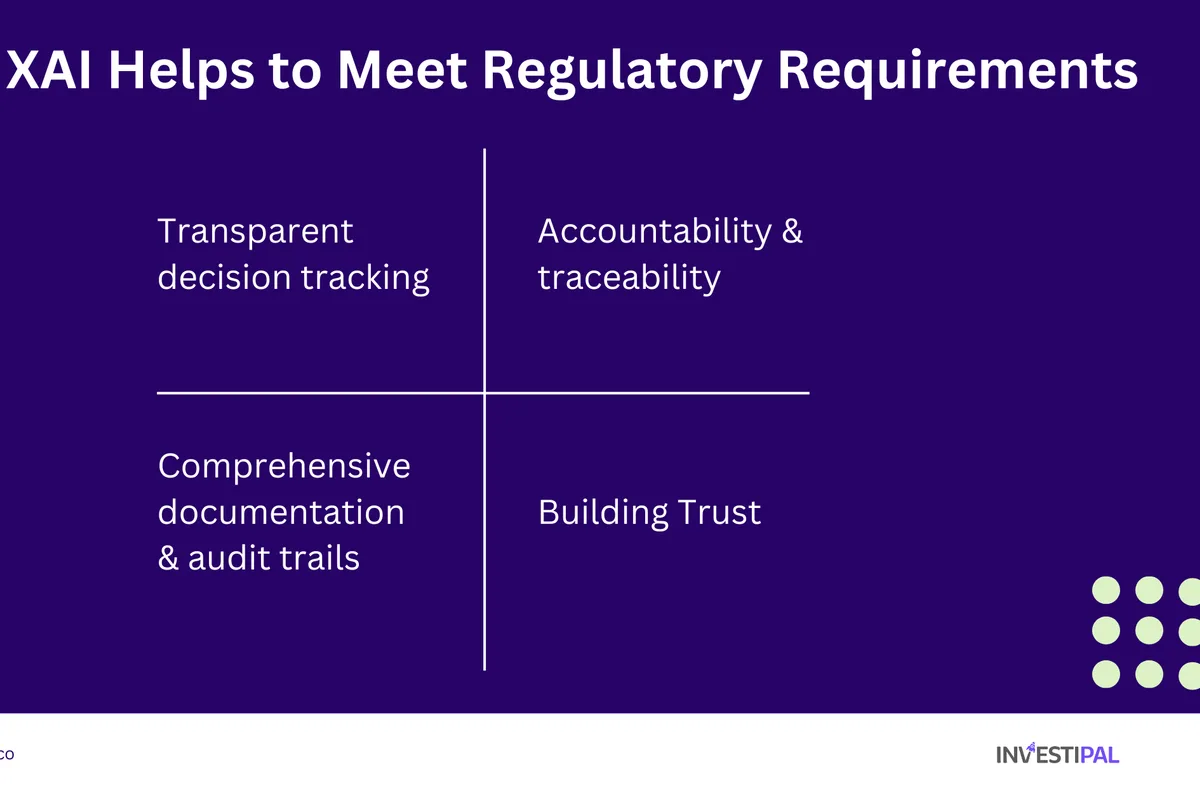 XAI Helps to Meet Regulatory Requirements
Transparent
decision tracking
Accountability &
traceability
Comprehensive
documentation
& audit trails
Building Trust
co
INVESTIPAL